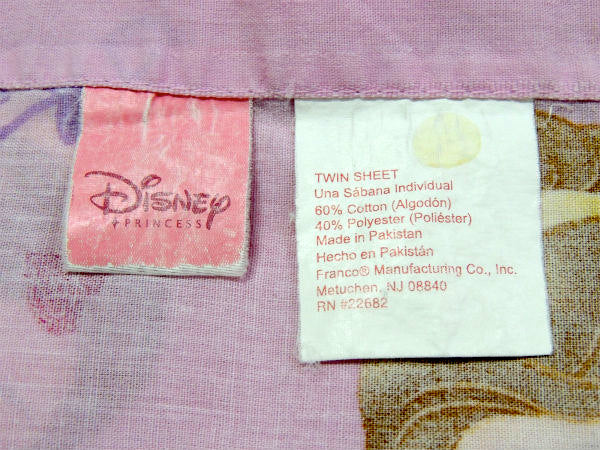 Disney
PRINCESS
TWIN SHEET
Una Sábana Individual
60% Cotton (Algodón)
40% Polyester (Poliéster)
Made in Pakistan
Hecho en Pakistán
Franco® Manufacturing Co., Inc.
Metuchen, NJ 08840
RN #22682